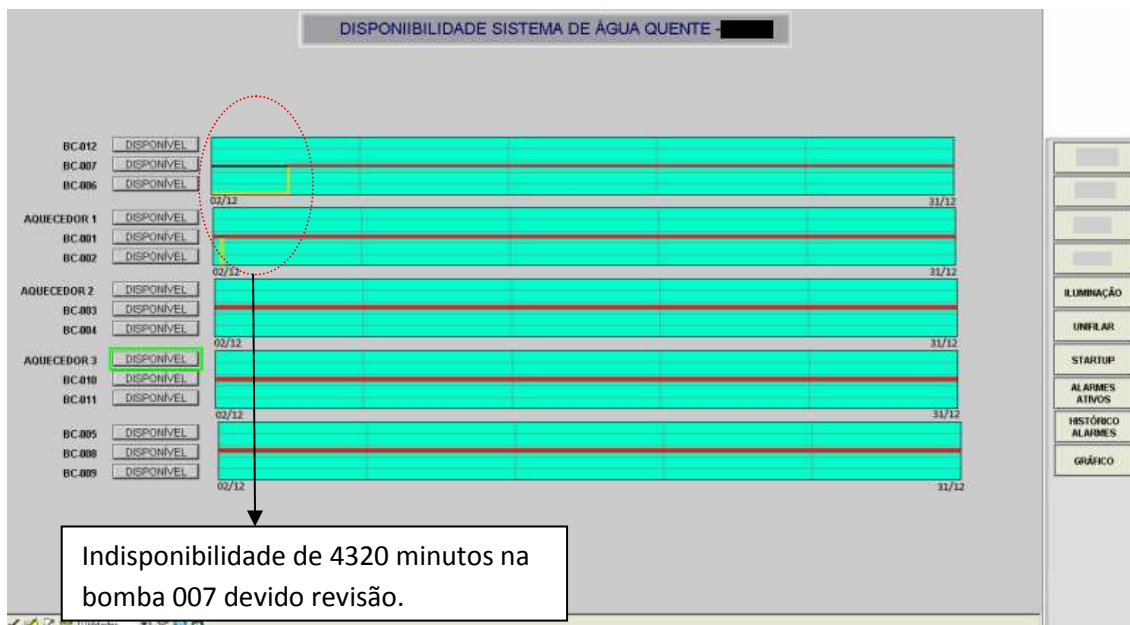 DISPONIIBILIDADE SISTEMA DE ÁGUA QUENTE -
BC-012 DISPONÍVEL
BC-007 DISPONÍVEL
BC-006 DISPONÍVEL
02/12 31/12
AQUECEDOR 1 DISPONÍVEL
BC-001 DISPONÍVEL
BC-002 DISPONÍVEL
02/12 31/12
AQUECEDOR 2 DISPONÍVEL
BC-003 DISPONÍVEL
BC-004 DISPONÍVEL
02/12 31/12
AQUECEDOR 3 DISPONÍVEL
BC-010 DISPONÍVEL
BC-011 DISPONÍVEL
02/12 31/12
BC-005 DISPONÍVEL
BC-008 DISPONÍVEL
BC-009 DISPONÍVEL
02/12 31/12
ILUMINAÇÃO
UNIFILAR
STARTUP
ALARMES
ATIVOS
HISTÓRICO
ALARMES
GRÁFICO
Indisponibilidade de 4320 minutos na
bomba 007 devido revisão.